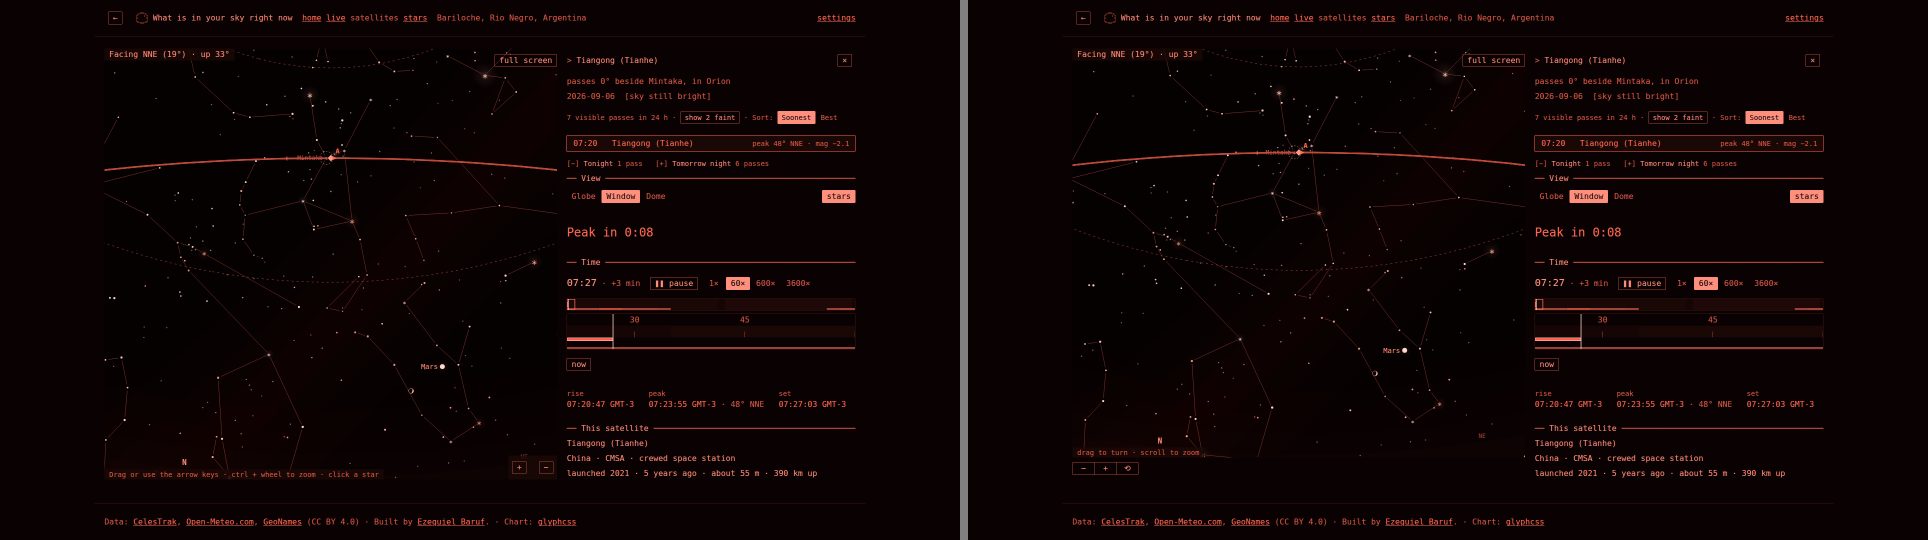 ← What is in your sky right now home live satellites stars Bariloche, Rio Negro, Argentina settings
Facing NNE (19°) · up 33°
full screen
Mintaka
A
Mars
N
Drag or use the arrow keys · ctrl + wheel to zoom · click a star
+ −
> Tiangong (Tianhe) ×
passes 0° beside Mintaka, in Orion
2026-09-06 [sky still bright]
7 visible passes in 24 h · show 2 faint · Sort: Soonest Best
07:20 Tiangong (Tianhe) peak 48° NNE · mag −2.1
[−] Tonight 1 pass [+] Tomorrow night 6 passes
View
Globe Window Dome stars
Peak in 0:08
Time
07:27 · +3 min ❚❚ pause 1× 60× 600× 3600×
30 45
now
rise peak set
07:20:47 GMT-3 07:23:55 GMT-3 · 48° NNE 07:27:03 GMT-3
This satellite
Tiangong (Tianhe)
China · CMSA · crewed space station
launched 2021 · 5 years ago · about 55 m · 390 km up
Data: CelesTrak, Open-Meteo.com, GeoNames (CC BY 4.0) · Built by Ezequiel Baruf. · Chart: glyphcss
← What is in your sky right now home live satellites stars Bariloche, Rio Negro, Argentina settings
Facing NNE (19°) · up 33°
full screen
Mintaka
A
Mars
N
NE
drag to turn · scroll to zoom
− + ⟲
> Tiangong (Tianhe) ×
passes 0° beside Mintaka, in Orion
2026-09-06 [sky still bright]
7 visible passes in 24 h · show 2 faint · Sort: Soonest Best
07:20 Tiangong (Tianhe) peak 48° NNE · mag −2.1
[−] Tonight 1 pass [+] Tomorrow night 6 passes
View
Globe Window Dome stars
Peak in 0:08
Time
07:27 · +3 min ❚❚ pause 1× 60× 600× 3600×
30 45
now
rise peak set
07:20:47 GMT-3 07:23:55 GMT-3 · 48° NNE 07:27:03 GMT-3
This satellite
Tiangong (Tianhe)
China · CMSA · crewed space station
launched 2021 · 5 years ago · about 55 m · 390 km up
Data: CelesTrak, Open-Meteo.com, GeoNames (CC BY 4.0) · Built by Ezequiel Baruf. · Chart: glyphcss